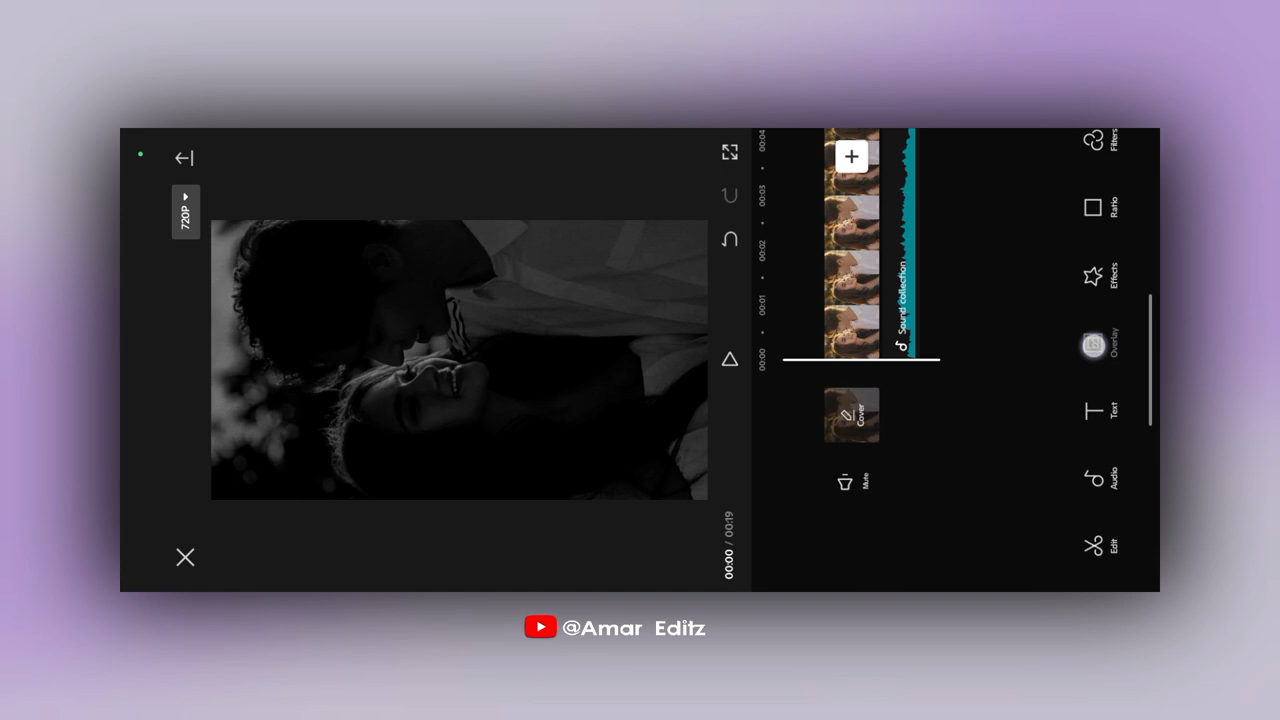 720P
00:00 / 00:19
00:00
00:01
00:02
00:03
00:04
Mute
Cover
Sound collection
Edit
Audio
Text
Overlay
Effects
Ratio
Filters
@Amar Editz